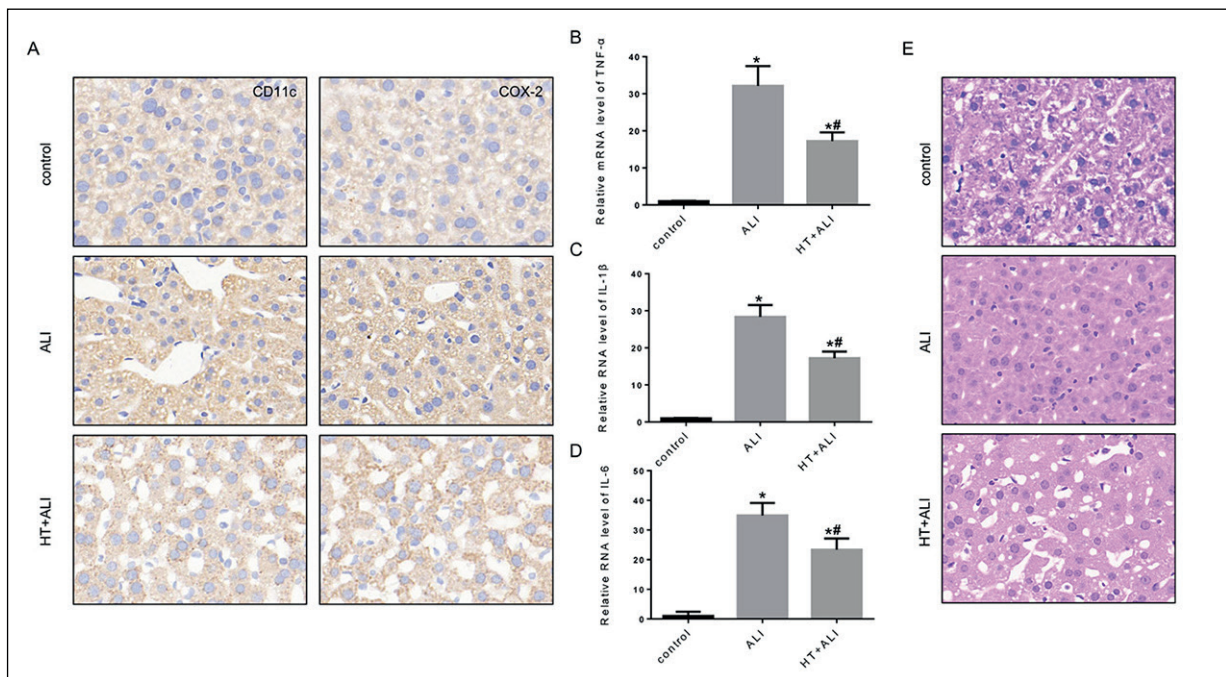 A
CD11c
COX-2
control
ALI
HT+ALI
B
Relative mRNA level of TNF-α
40
30
20
10
0
*
*#
control
ALI
HT+ALI
C
Relative RNA level of IL-1β
40
30
20
10
0
*
*#
control
ALI
HT+ALI
D
Relative RNA level of IL-6
50
40
30
20
10
0
*
*#
control
ALI
HT+ALI
E
control
ALI
HT+ALI